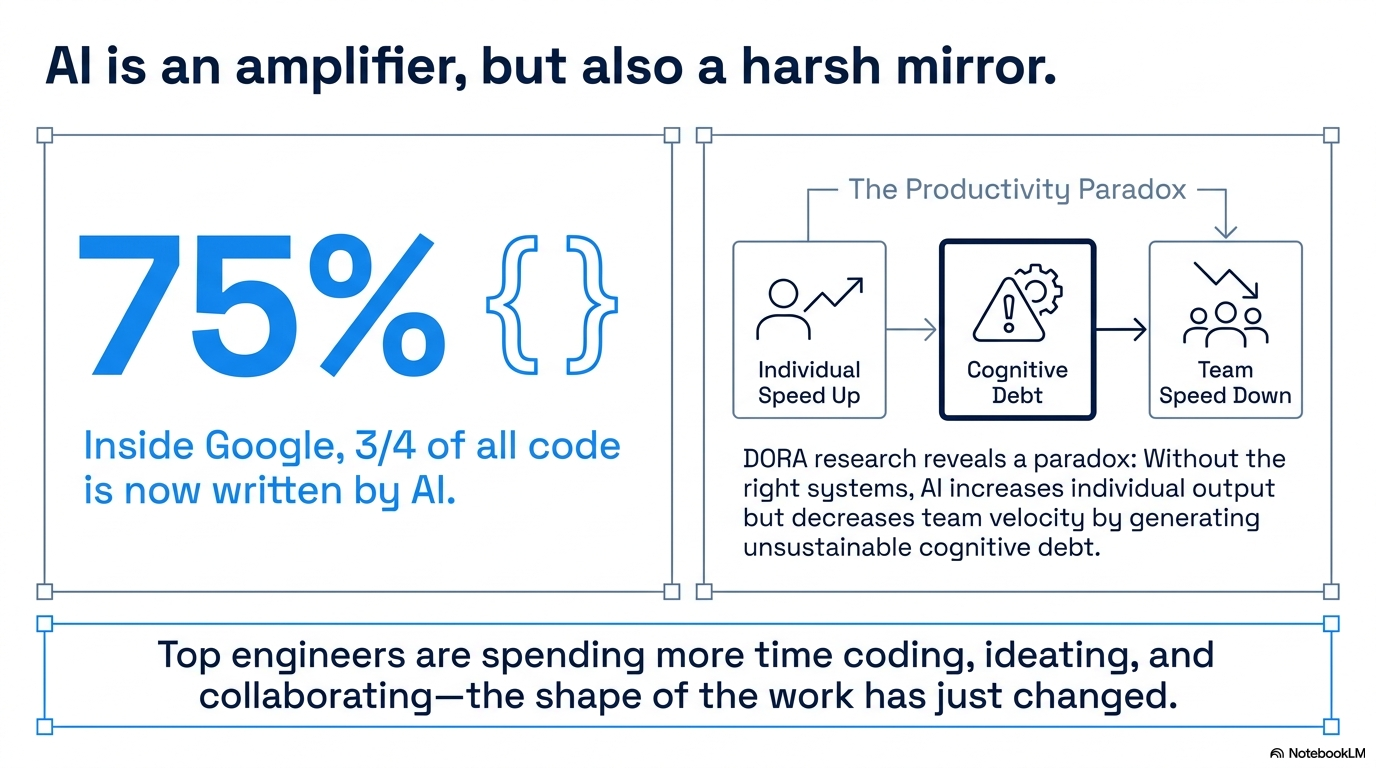 AI is an amplifier, but also a harsh mirror.
75% { }
Inside Google, 3/4 of all code
is now written by AI.
The Productivity Paradox
Individual
Speed Up
Cognitive
Debt
Team
Speed Down
DORA research reveals a paradox: Without the
right systems, AI increases individual output
but decreases team velocity by generating
unsustainable cognitive debt.
Top engineers are spending more time coding, ideating, and
collaborating—the shape of the work has just changed.
NotebookLM